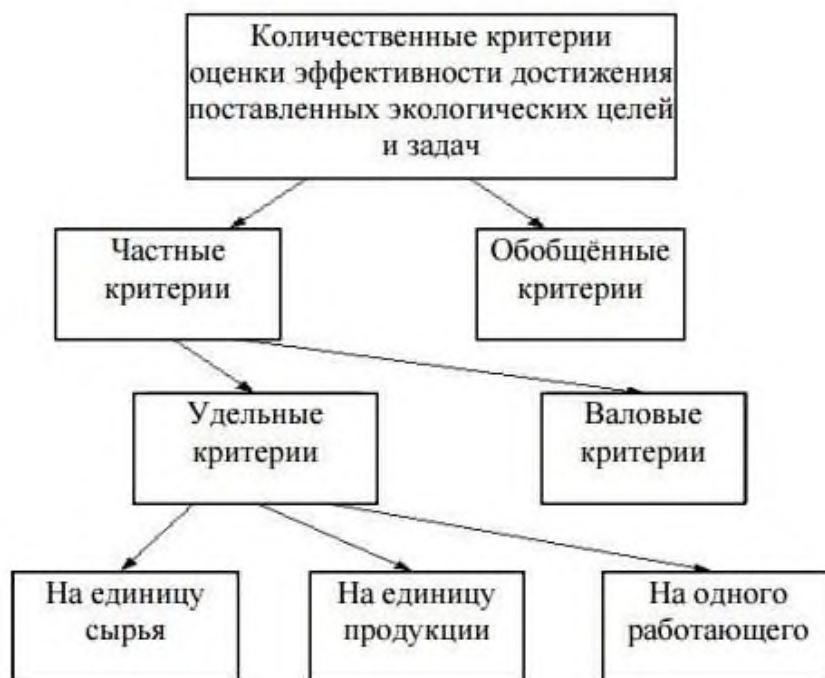 Количественные критерии
оценки эффективности достижения
поставленных экологических целей
и задач
Частные
критерии
Обобщённые
критерии
Удельные
критерии
Валовые
критерии
На единицу
сырья
На единицу
продукции
На одного
работающего